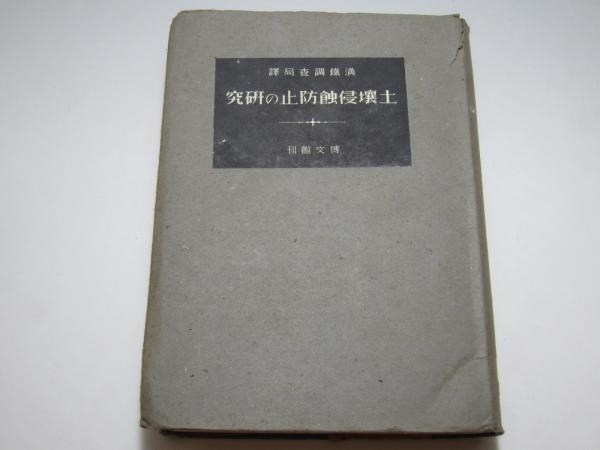 滿鐵調査局譯
土壤侵蝕防止の研究
博文館刊